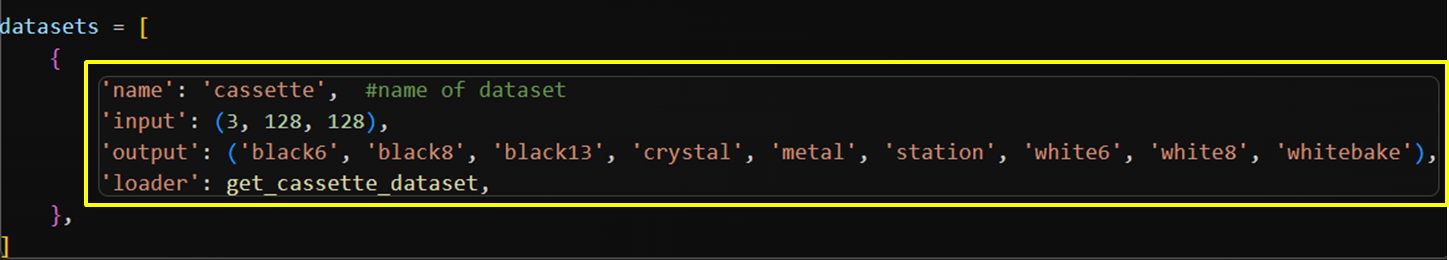 datasets = [
{
'name': 'cassette',  #name of dataset
'input': (3, 128, 128),
'output': ('black6', 'black8', 'black13', 'crystal', 'metal', 'station', 'white6', 'white8', 'whitebake'),
'loader': get_cassette_dataset,
},
]